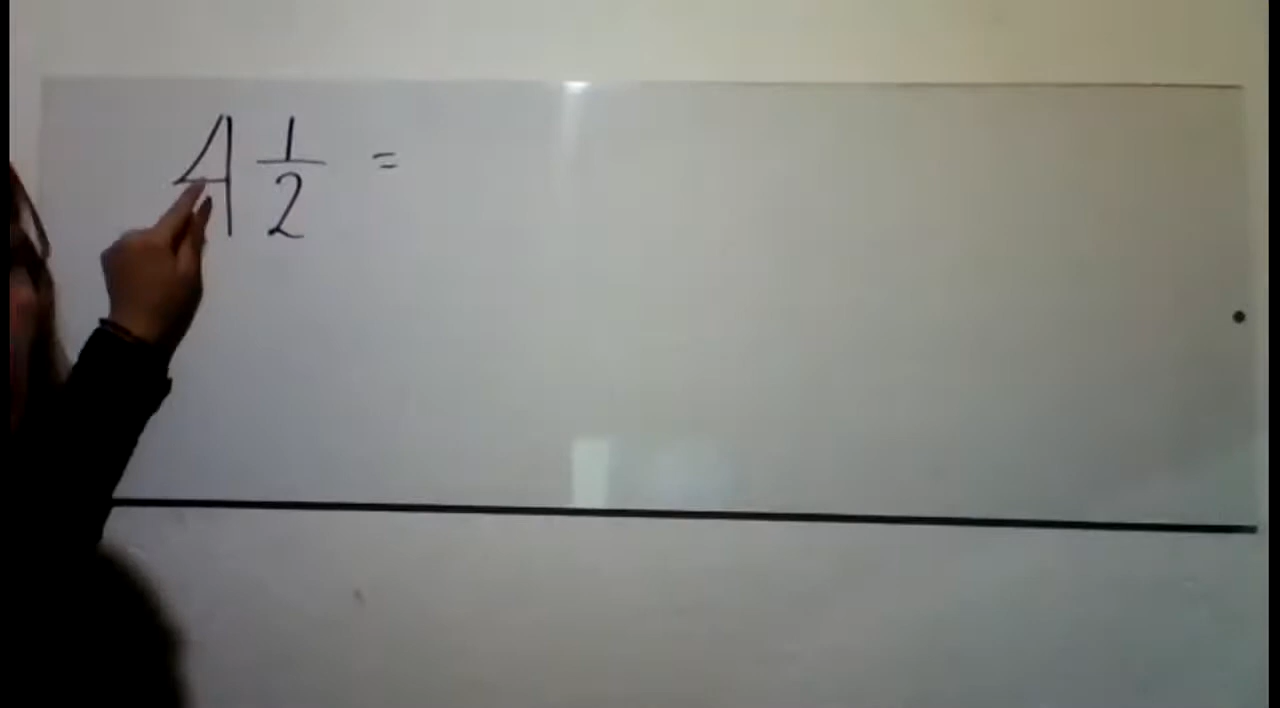 4 1/2 =